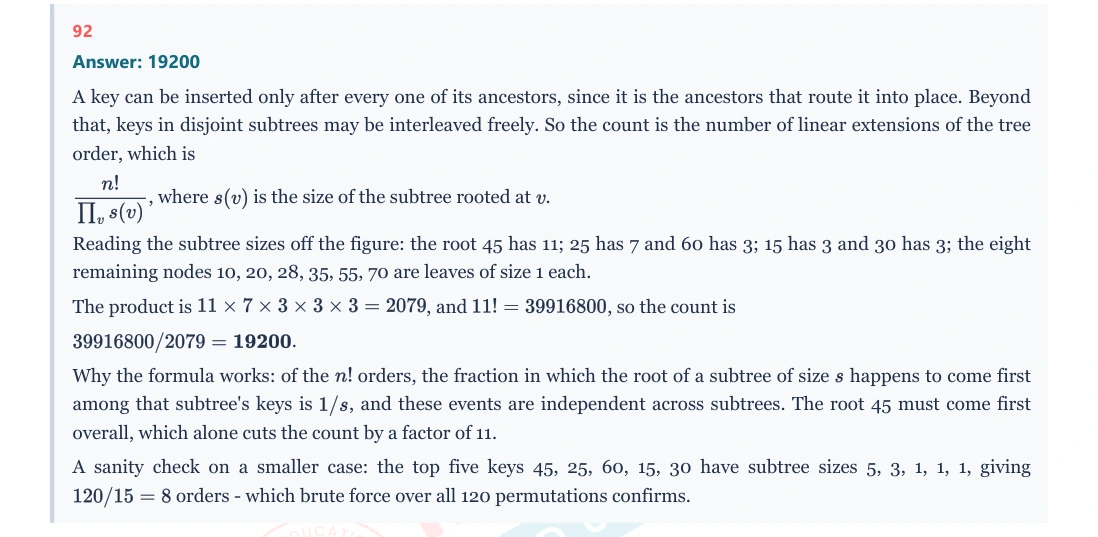 92
Answer: 19200
A key can be inserted only after every one of its ancestors, since it is the ancestors that route it into place. Beyond
that, keys in disjoint subtrees may be interleaved freely. So the count is the number of linear extensions of the tree
order, which is
n!
∏ᵥ s(v)
, where s(v) is the size of the subtree rooted at v.
Reading the subtree sizes off the figure: the root 45 has 11; 25 has 7 and 60 has 3; 15 has 3 and 30 has 3; the eight
remaining nodes 10, 20, 28, 35, 55, 70 are leaves of size 1 each.
The product is 11 × 7 × 3 × 3 × 3 = 2079, and 11! = 39916800, so the count is
39916800/2079 = 19200.
Why the formula works: of the n! orders, the fraction in which the root of a subtree of size s happens to come first
among that subtree's keys is 1/s, and these events are independent across subtrees. The root 45 must come first
overall, which alone cuts the count by a factor of 11.
A sanity check on a smaller case: the top five keys 45, 25, 60, 15, 30 have subtree sizes 5, 3, 1, 1, 1, giving
120/15 = 8 orders - which brute force over all 120 permutations confirms.